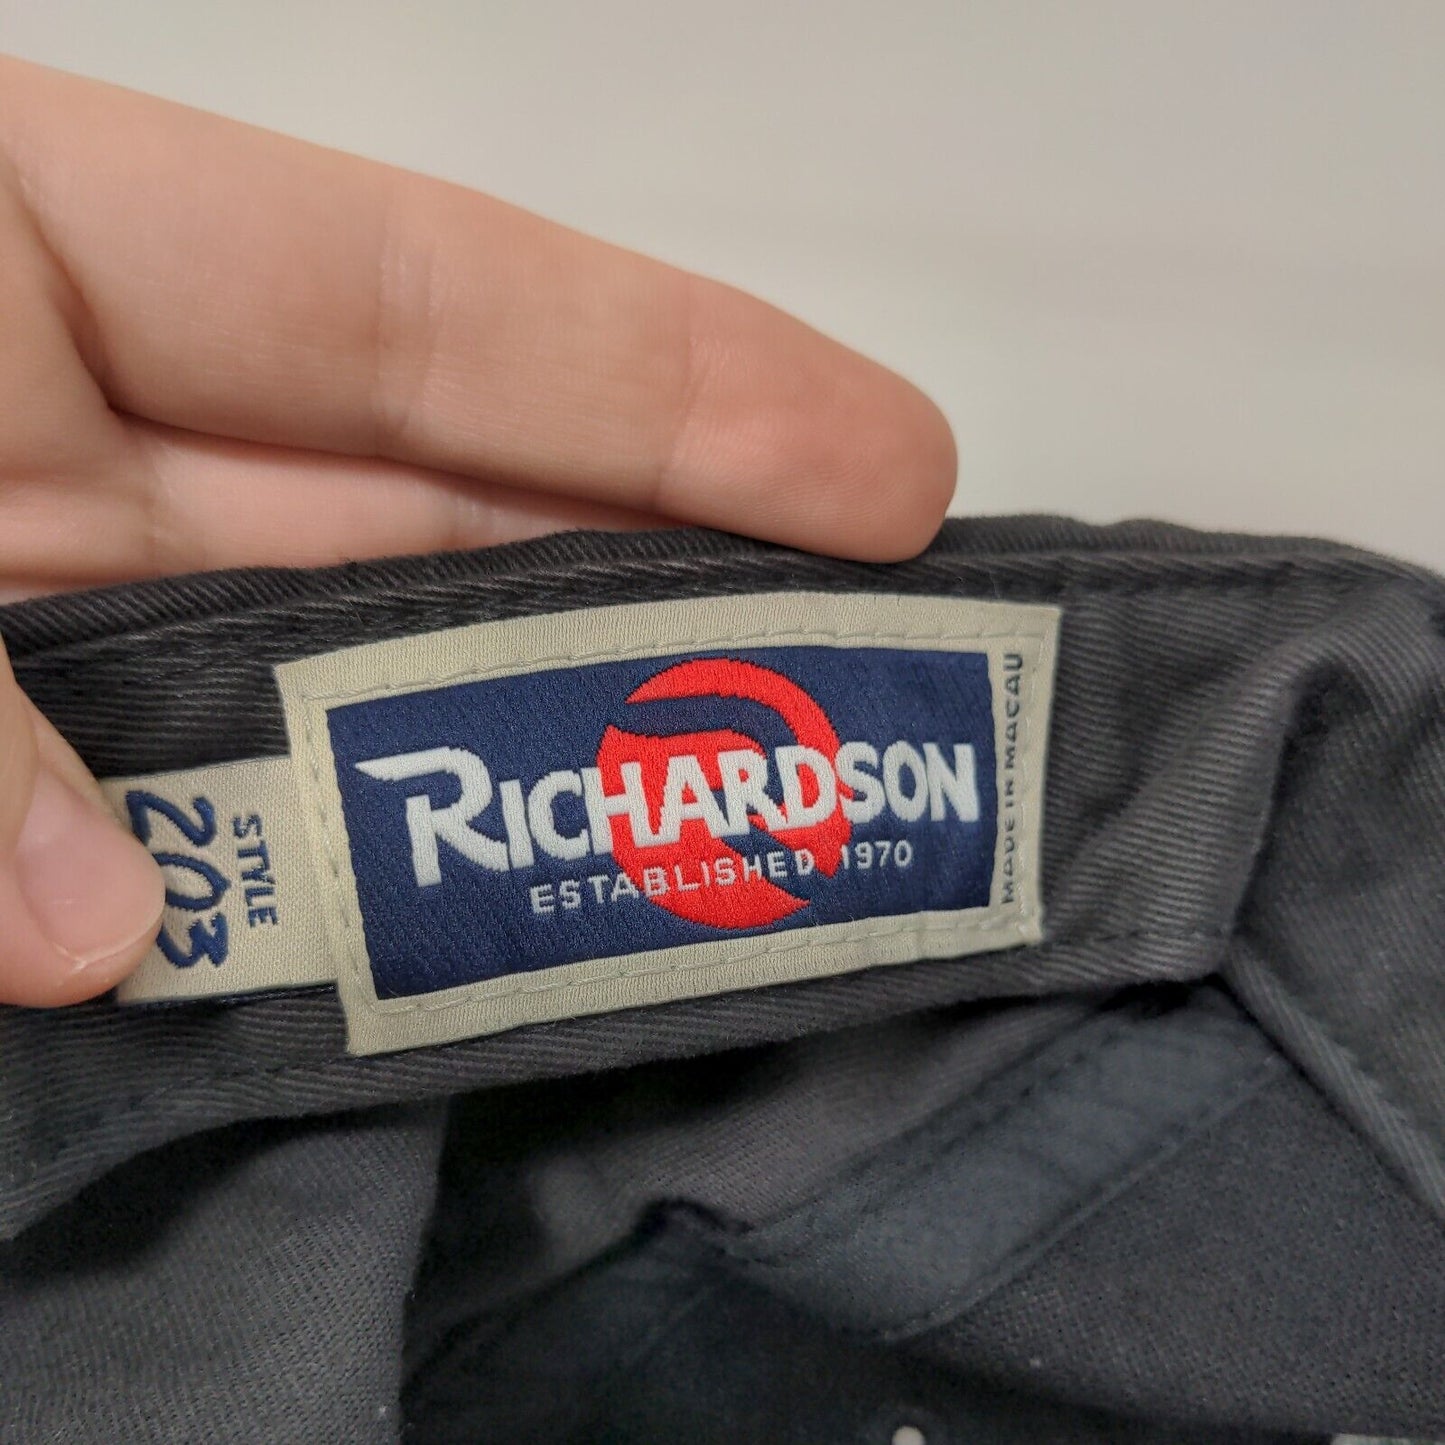 RICHARDSON
ESTABLISHED 1970
MADE IN MACAU
STYLE
203